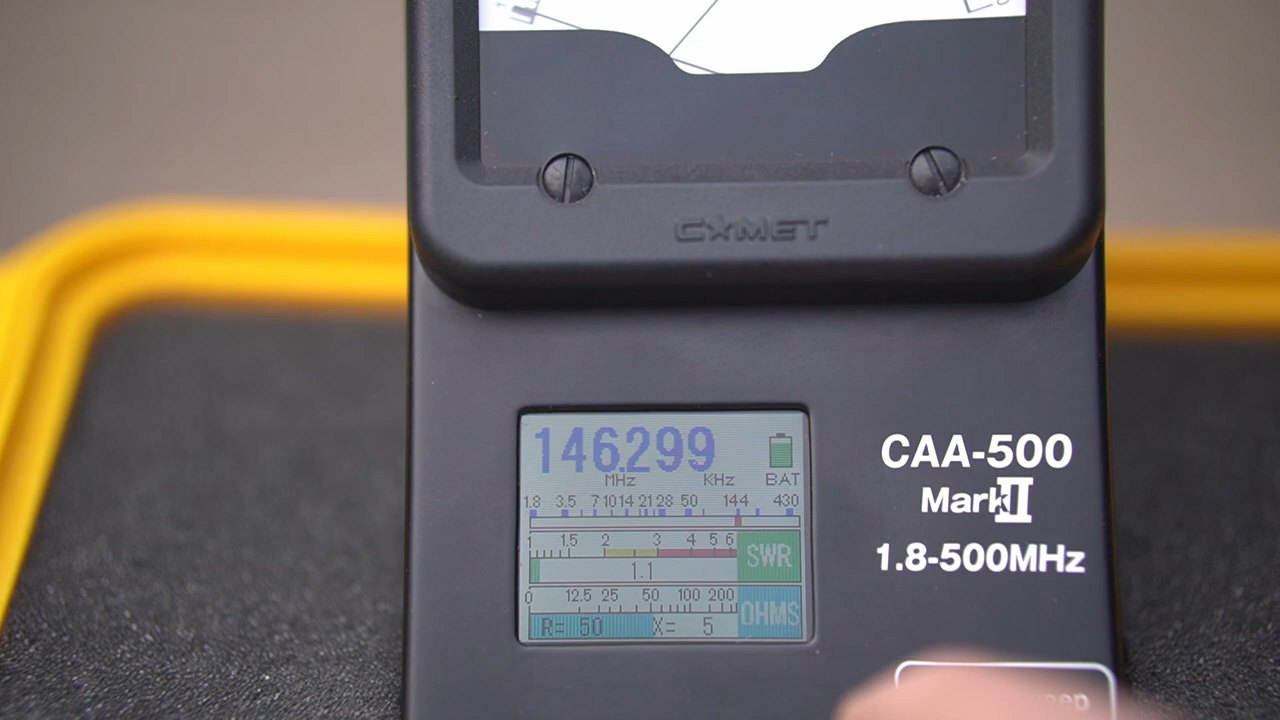 COMET
146.299
MHz KHz BAT
1.8 3.5 7 10 14 21 28 50 144 430
1 1.5 2 3 4 5 6
SWR
1.1
0 12.5 25 50 100 200
OHMS
R= 50 X= 5
CAA-500
Mark II
1.8-500MHz